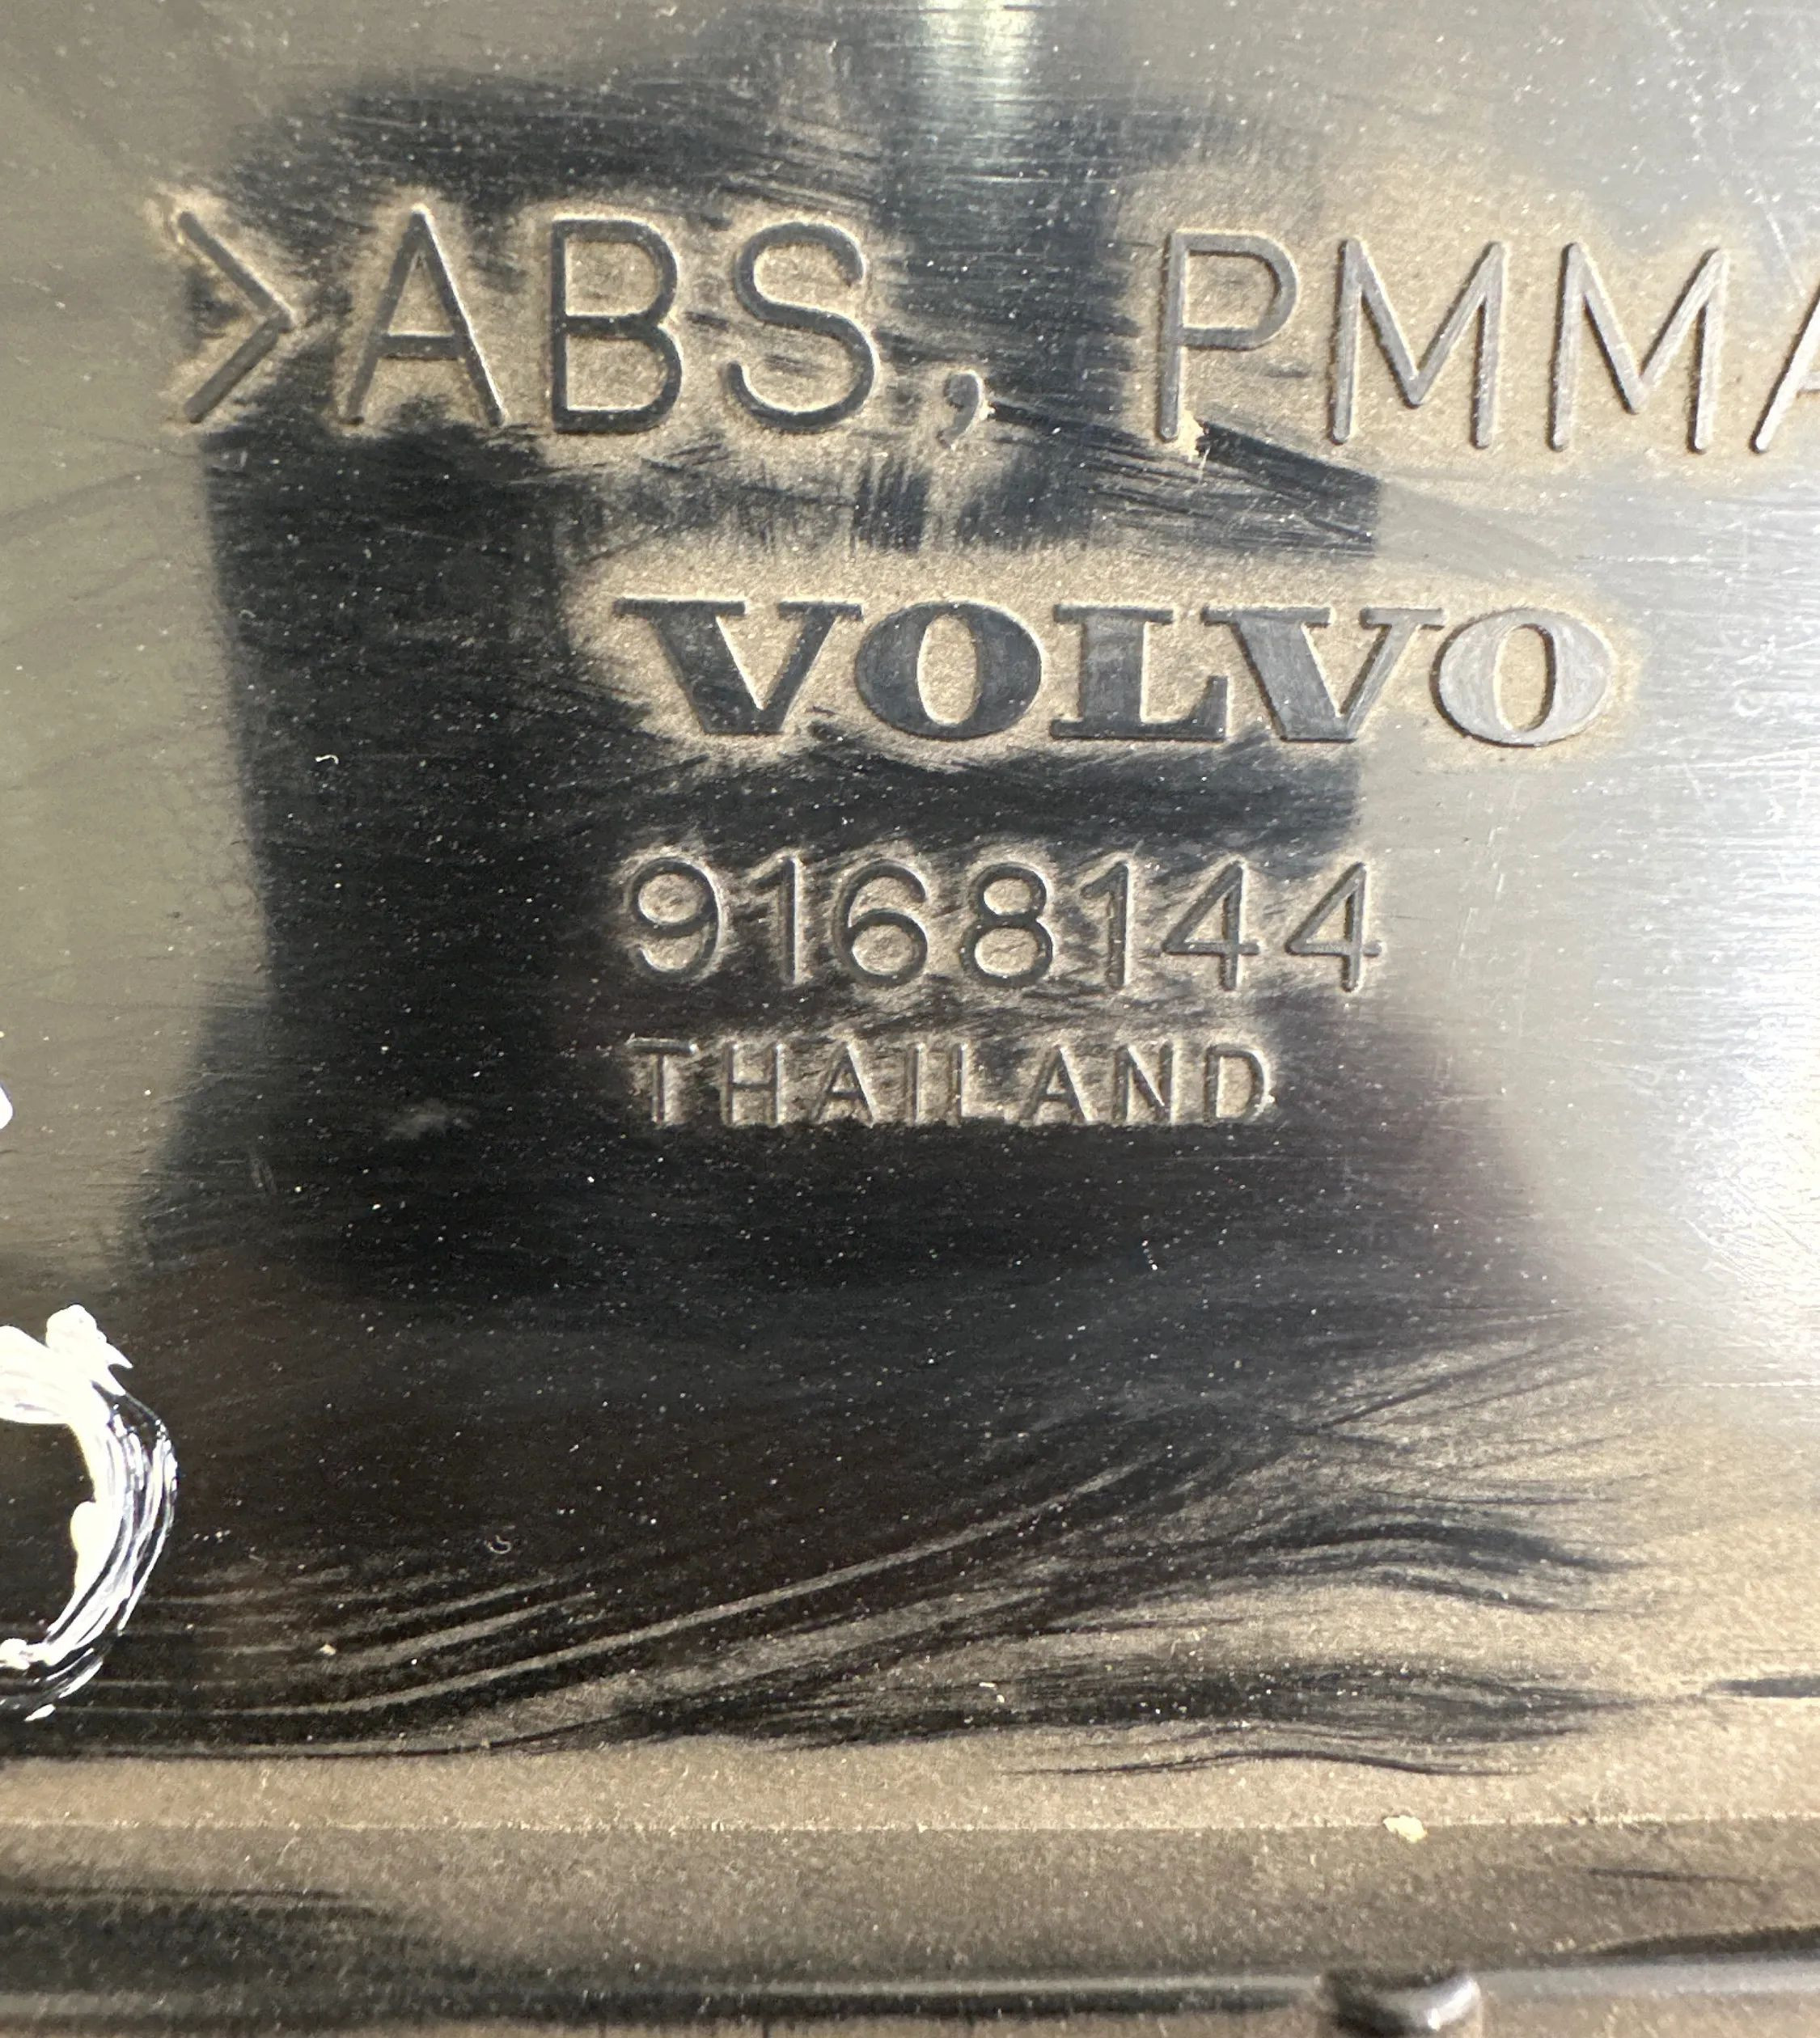 >ABS, PMMA
VOLVO
9168144
THAILAND